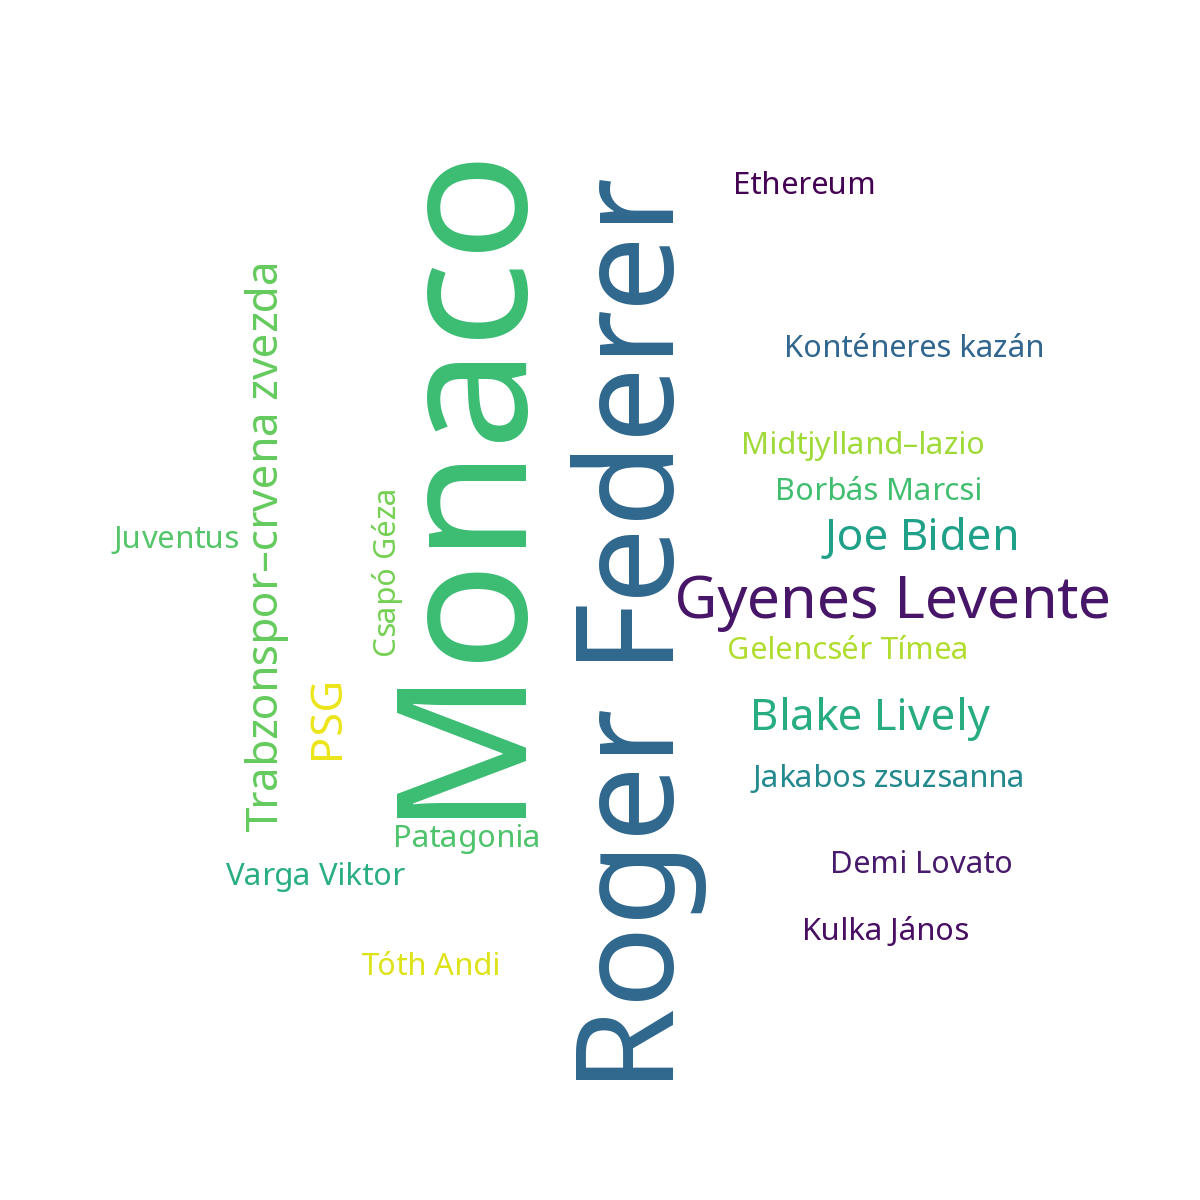 Monaco
Roger Federer
Ethereum
Konténeres kazán
Midtjylland–lazio
Borbás Marcsi
Joe Biden
Gyenes Levente
Gelencsér Tímea
Blake Lively
Jakabos zsuzsanna
Demi Lovato
Kulka János
Trabzonspor–crvena zvezda
Juventus
Csapó Géza
PSG
Patagonia
Varga Viktor
Tóth Andi